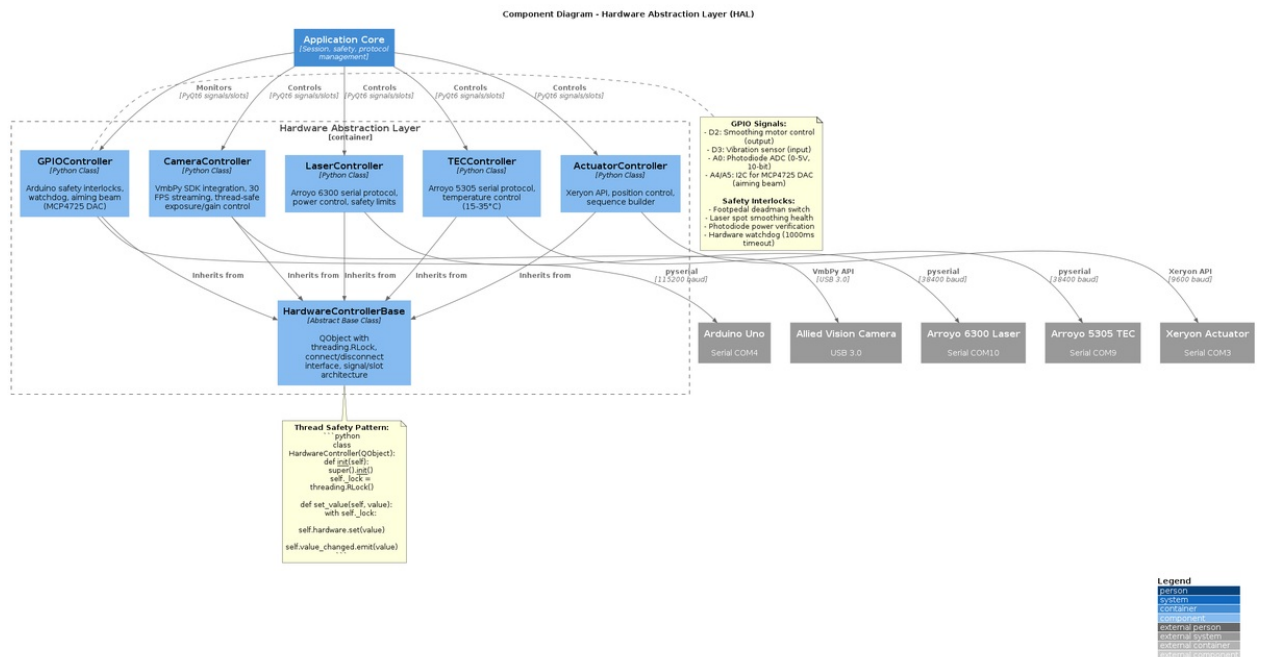 Component Diagram - Hardware Abstraction Layer (HAL)
Application Core
[Session, safety, protocol
management]
Monitors
[PyQt6 signals/slots]
Controls
[PyQt6 signals/slots]
Controls
[PyQt6 signals/slots]
Controls
[PyQt6 signals/slots]
Controls
[PyQt6 signals/slots]
Hardware Abstraction Layer
[container]
GPIOController
[Python Class]
Arduino safety interlocks,
watchdog, aiming beam
(MCP4725 DAC)
CameraController
[Python Class]
VmbPy SDK integration, 30
FPS streaming, thread-safe
exposure/gain control
LaserController
[Python Class]
Arroyo 6300 serial protocol,
power control, safety limits
TECController
[Python Class]
Arroyo 5305 serial protocol,
temperature control
(15-35°C)
ActuatorController
[Python Class]
Xeryon API, position control,
sequence builder
GPIO Signals:
- D2: Smoothing motor control
(output)
- D3: Vibration sensor (input)
- A0: Photodiode ADC (0-5V,
10-bit)
- A4/A5: I2C for MCP4725 DAC
(aiming beam)
Safety Interlocks:
- Footpedal deadman switch
- Laser spot smoothing health
- Photodiode power verification
- Hardware watchdog (1000ms
timeout)
Inherits from
Inherits from
Inherits from
Inherits from
Inherits from
pyserial
[115200 baud]
VmbPy API
[USB 3.0]
pyserial
[38400 baud]
pyserial
[38400 baud]
Xeryon API
[9600 baud]
HardwareControllerBase
[Abstract Base Class]
QObject with
threading.RLock,
connect/disconnect
interface, signal/slot
architecture
Arduino Uno
Serial COM4
Allied Vision Camera
USB 3.0
Arroyo 6300 Laser
Serial COM10
Arroyo 5305 TEC
Serial COM9
Xeryon Actuator
Serial COM3
Thread Safety Pattern:
```python
class
HardwareController(QObject):
def init(self):
super().init()
self._lock =
threading.RLock()
def set_value(self, value):
with self._lock:
self.hardware.set(value)
self.value_changed.emit(value)
```
Legend
person
system
container
component
external person
external system
external container
external component